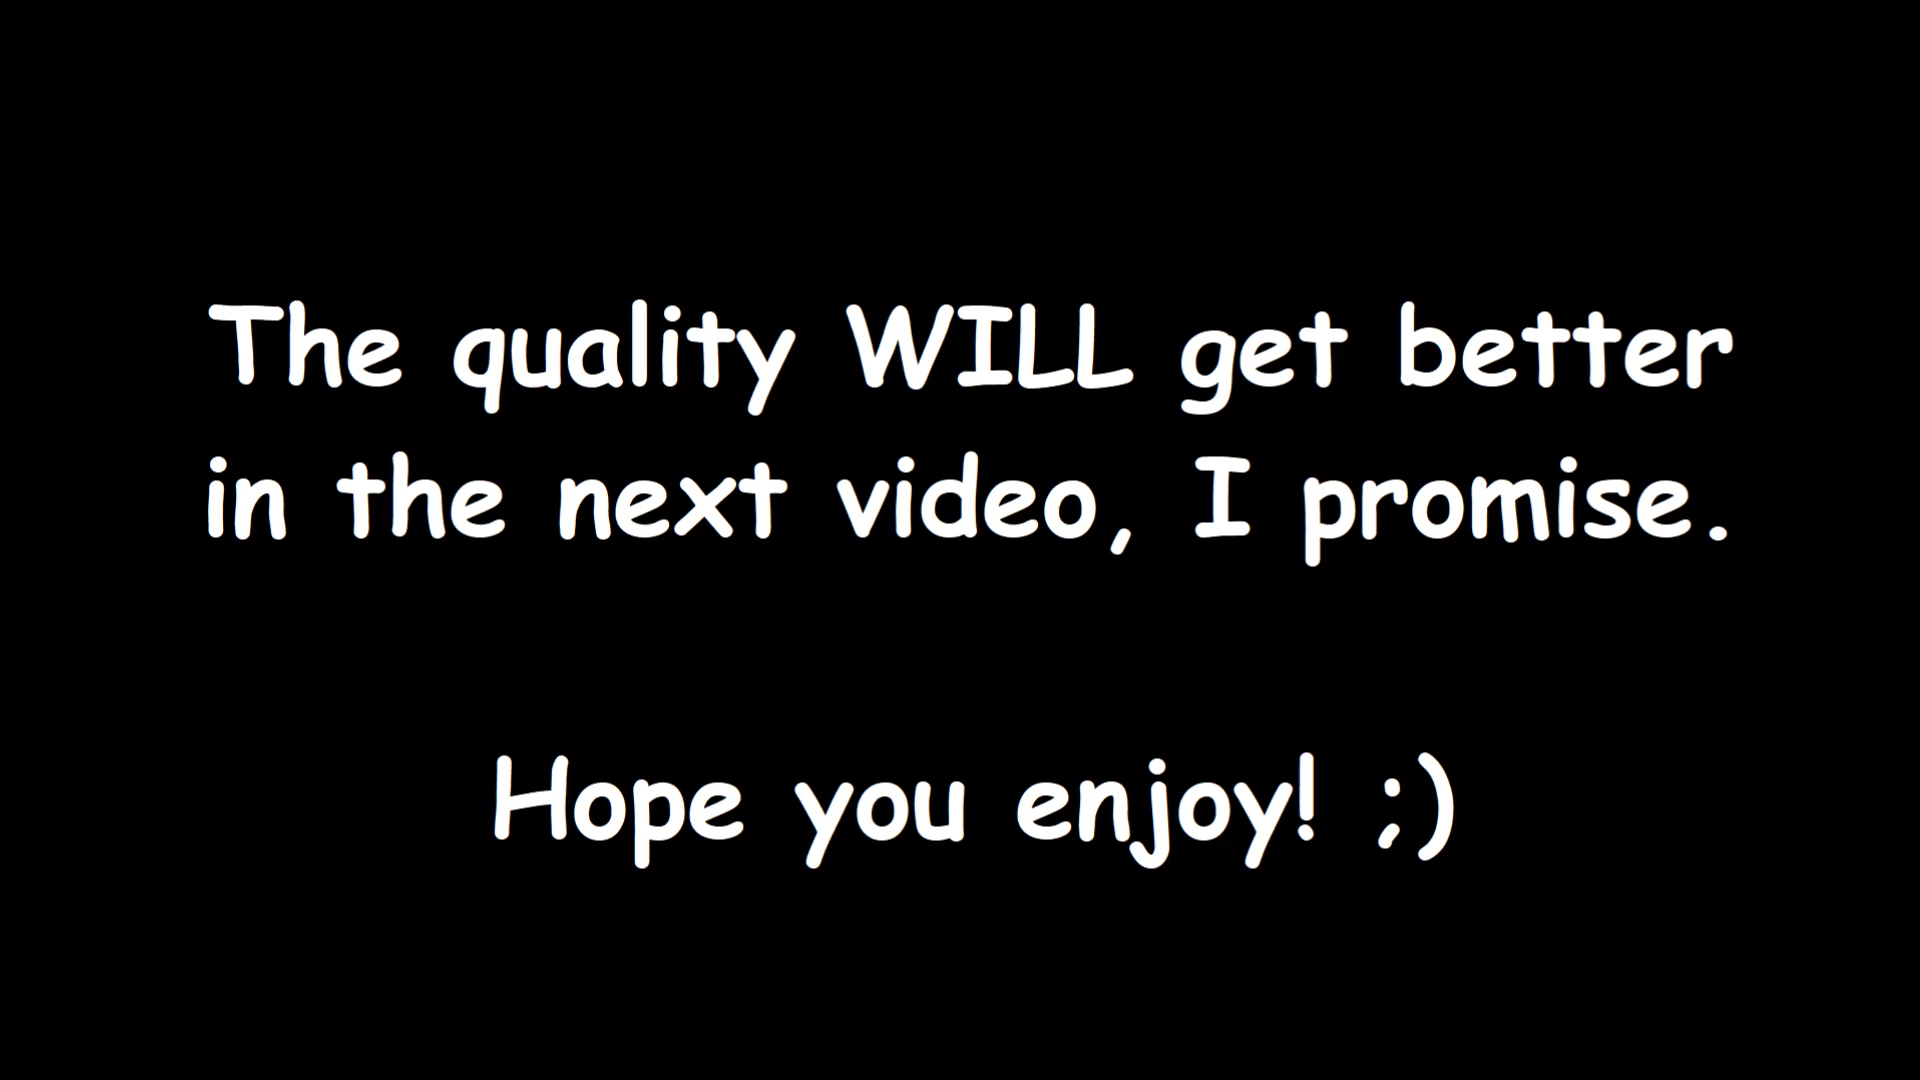 The quality WILL get better
in the next video, I promise.
Hope you enjoy! ;)